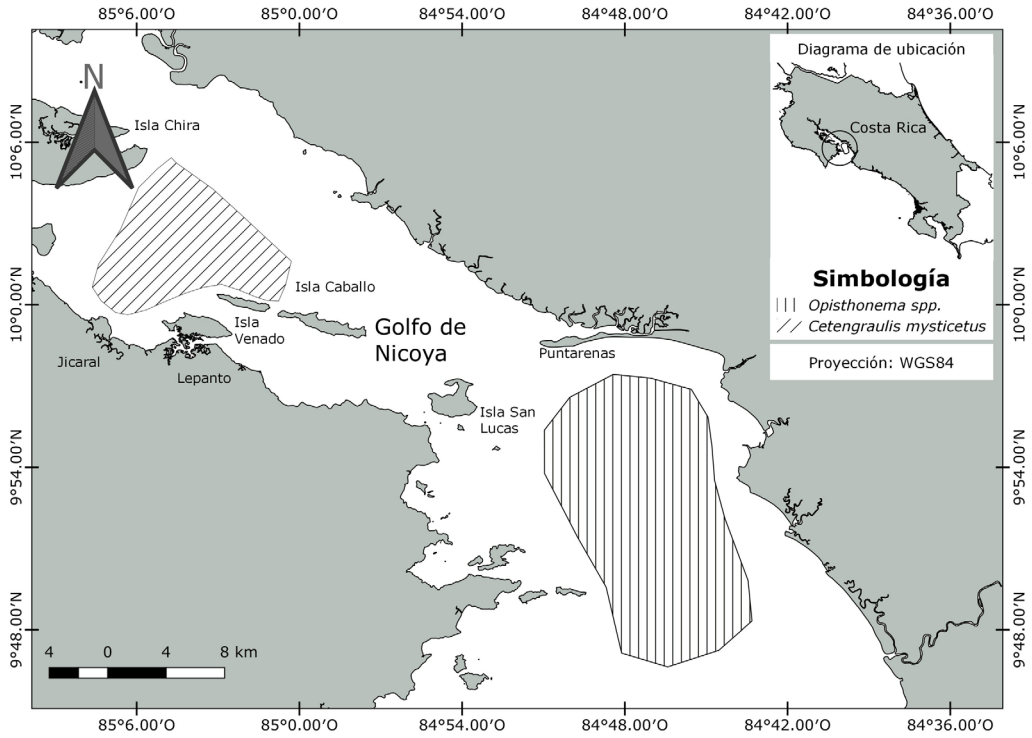 85°6.00′O 85°0.00′O 84°54.00′O 84°48.00′O 84°42.00′O 84°36.00′O
Diagrama de ubicación
N
Isla Chira
Costa Rica
10°6.00′N
10°6.00′N
Simbología
Opisthonema spp.
Cetengraulis mysticetus
Proyección: WGS84
Isla Caballo
10°0.00′N
10°0.00′N
Isla
Venado
Golfo de
Nicoya
Jicaral
Lepanto
Puntarenas
Isla San
Lucas
9°54.00′N
9°54.00′N
9°48.00′N
9°48.00′N
4 0 4 8 km
85°6.00′O 85°0.00′O 84°54.00′O 84°48.00′O 84°42.00′O 84°36.00′O